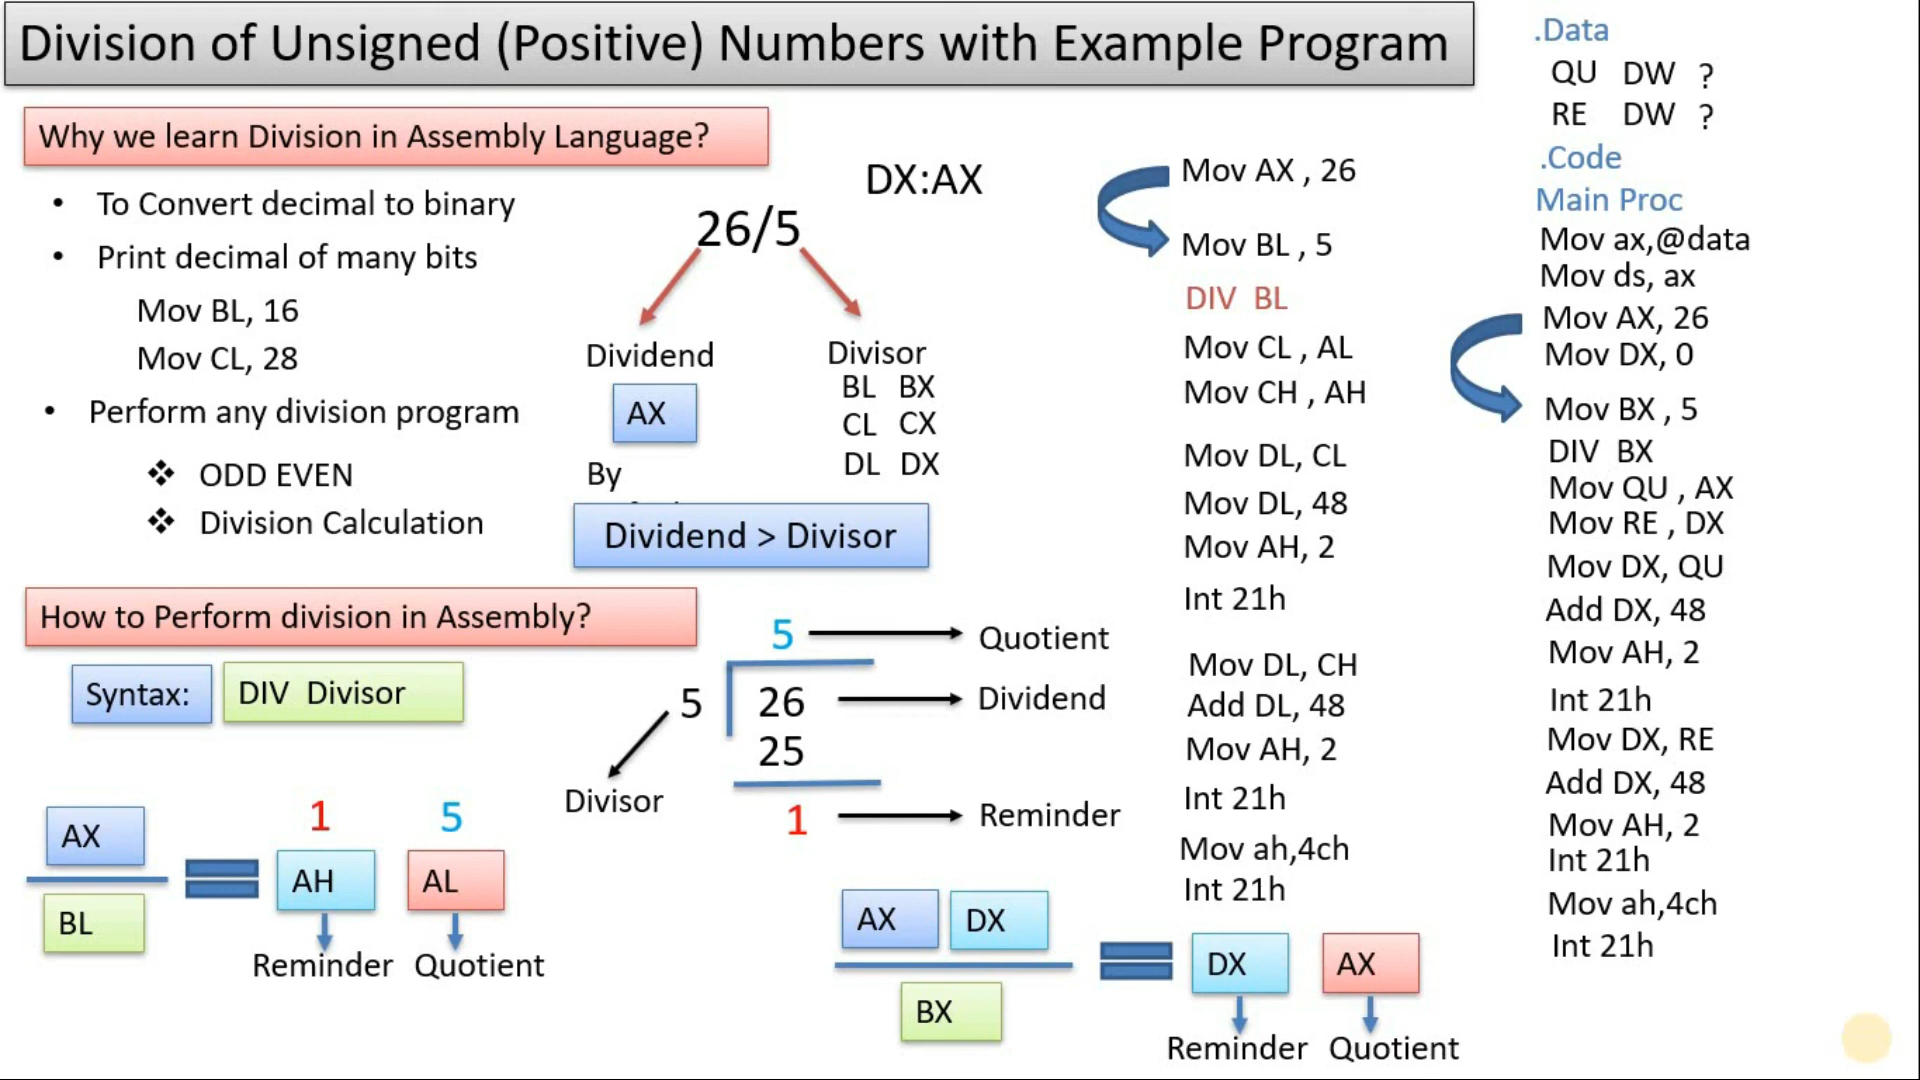 Division of Unsigned (Positive) Numbers with Example Program
Why we learn Division in Assembly Language?
• To Convert decimal to binary
• Print decimal of many bits
Mov BL, 16
Mov CL, 28
• Perform any division program
❖ ODD EVEN
❖ Division Calculation
How to Perform division in Assembly?
Syntax:
DIV Divisor
AX
BL
1
5
AH
AL
Reminder
Quotient
DX:AX
26/5
Dividend
Divisor
AX
BL BX
CL CX
DL DX
By
Dividend > Divisor
5
Quotient
5
26
Dividend
25
Divisor
1
Reminder
AX
DX
BX
DX
AX
Reminder
Quotient
Mov AX , 26
Mov BL , 5
DIV BL
Mov CL , AL
Mov CH , AH
Mov DL, CL
Mov DL, 48
Mov AH, 2
Int 21h
Mov DL, CH
Add DL, 48
Mov AH, 2
Int 21h
Mov ah,4ch
Int 21h
.Data
QU DW ?
RE DW ?
.Code
Main Proc
Mov ax,@data
Mov ds, ax
Mov AX, 26
Mov DX, 0
Mov BX , 5
DIV BX
Mov QU , AX
Mov RE , DX
Mov DX, QU
Add DX, 48
Mov AH, 2
Int 21h
Mov DX, RE
Add DX, 48
Mov AH, 2
Int 21h
Mov ah,4ch
Int 21h